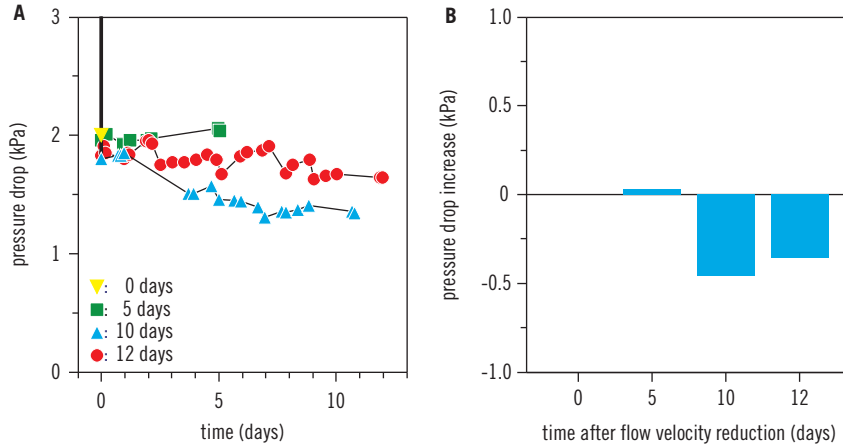 A
3
2
1
0
pressure drop (kPa)
: 0 days
: 5 days
: 10 days
: 12 days
0 5 10
time (days)
B
1.0
0.5
0
-0.5
-1.0
pressure drop increase (kPa)
0 5 10 12
time after flow velocity reduction (days)